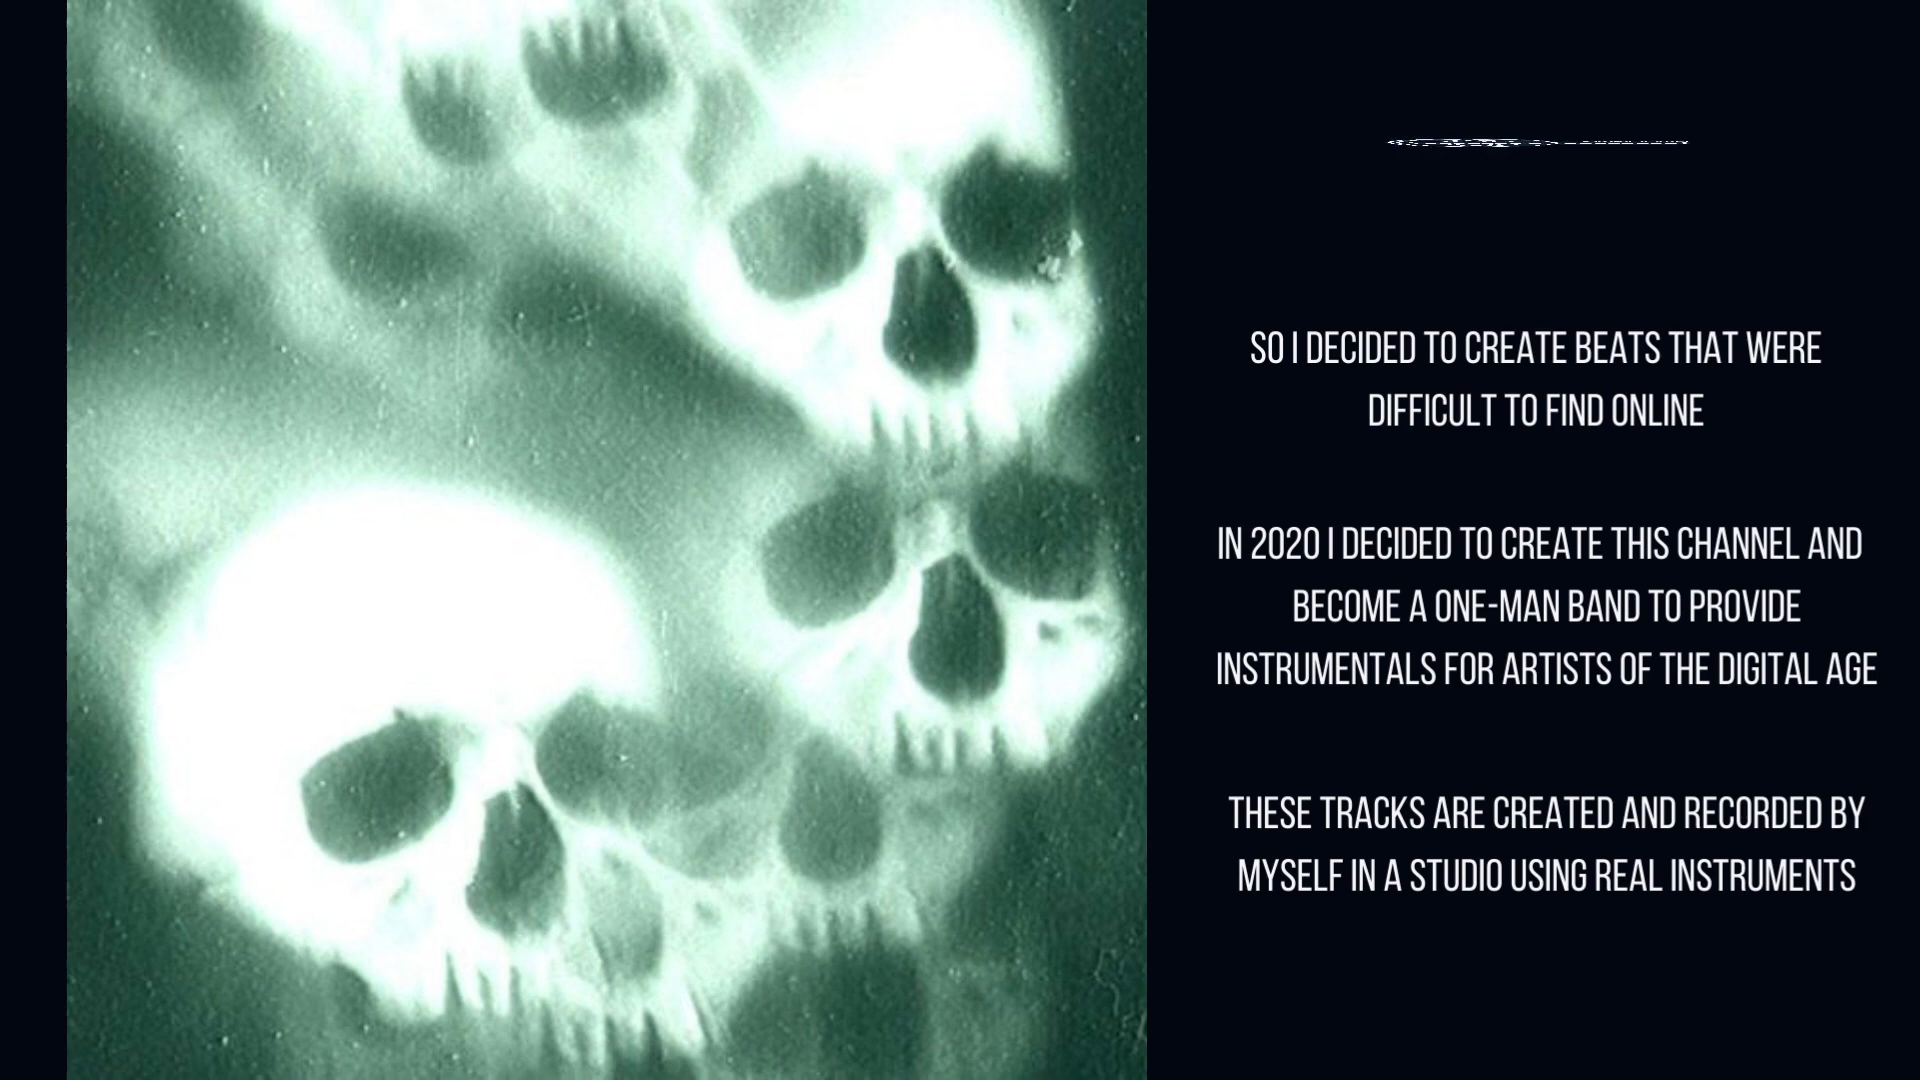 SO I DECIDED TO CREATE BEATS THAT WERE
DIFFICULT TO FIND ONLINE
IN 2020 I DECIDED TO CREATE THIS CHANNEL AND
BECOME A ONE-MAN BAND TO PROVIDE
INSTRUMENTALS FOR ARTISTS OF THE DIGITAL AGE
THESE TRACKS ARE CREATED AND RECORDED BY
MYSELF IN A STUDIO USING REAL INSTRUMENTS